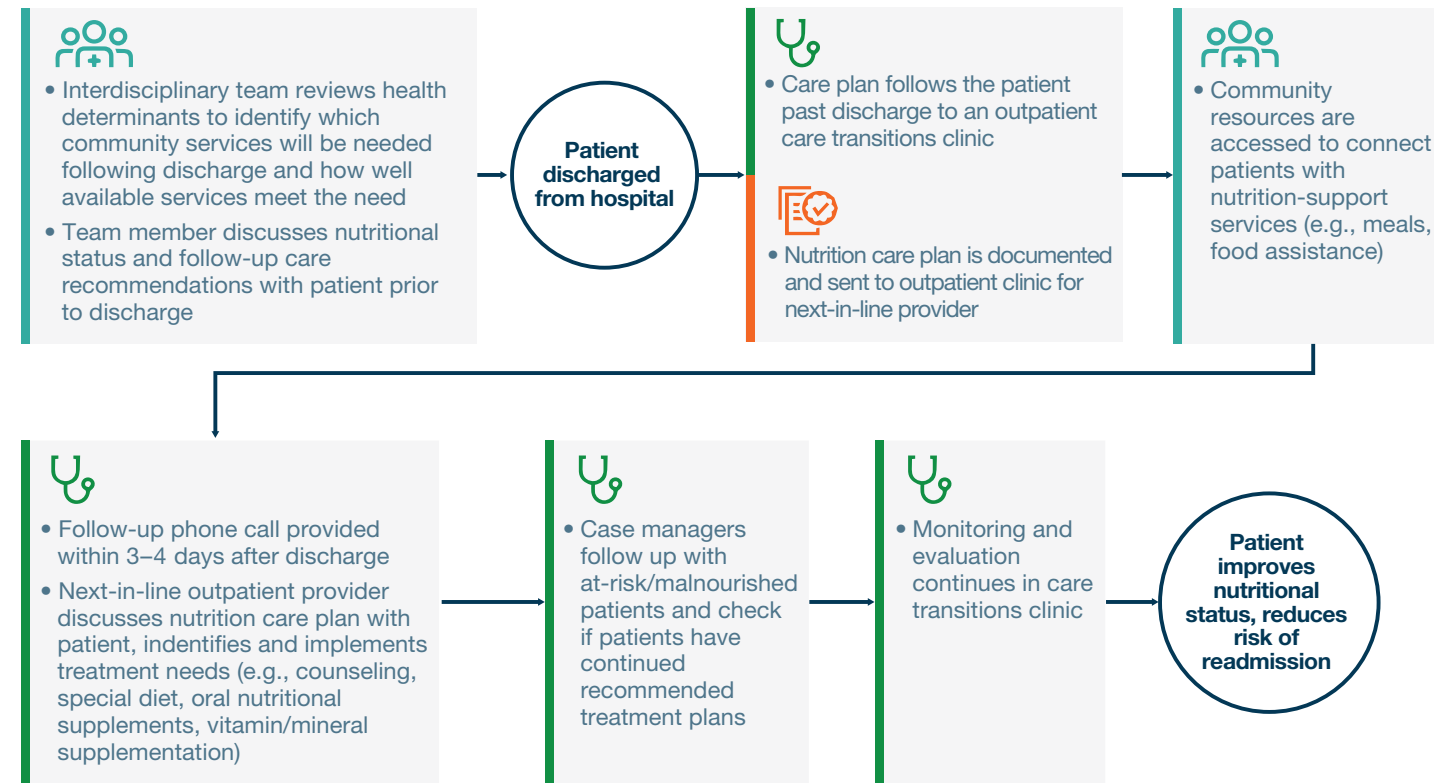 • Interdisciplinary team reviews health
determinants to identify which
community services will be needed
following discharge and how well
available services meet the need
• Team member discusses nutritional
status and follow-up care
recommendations with patient prior
to discharge
Patient
discharged
from hospital
• Care plan follows the patient
past discharge to an outpatient
care transitions clinic
• Nutrition care plan is documented
and sent to outpatient clinic for
next-in-line provider
• Community
resources are
accessed to connect
patients with
nutrition-support
services (e.g., meals,
food assistance)
• Follow-up phone call provided
within 3–4 days after discharge
• Next-in-line outpatient provider
discusses nutrition care plan with
patient, indentifies and implements
treatment needs (e.g., counseling,
special diet, oral nutritional
supplements, vitamin/mineral
supplementation)
• Case managers
follow up with
at-risk/malnourished
patients and check
if patients have
continued
recommended
treatment plans
• Monitoring and
evaluation
continues in care
transitions clinic
Patient
improves
nutritional
status, reduces
risk of
readmission